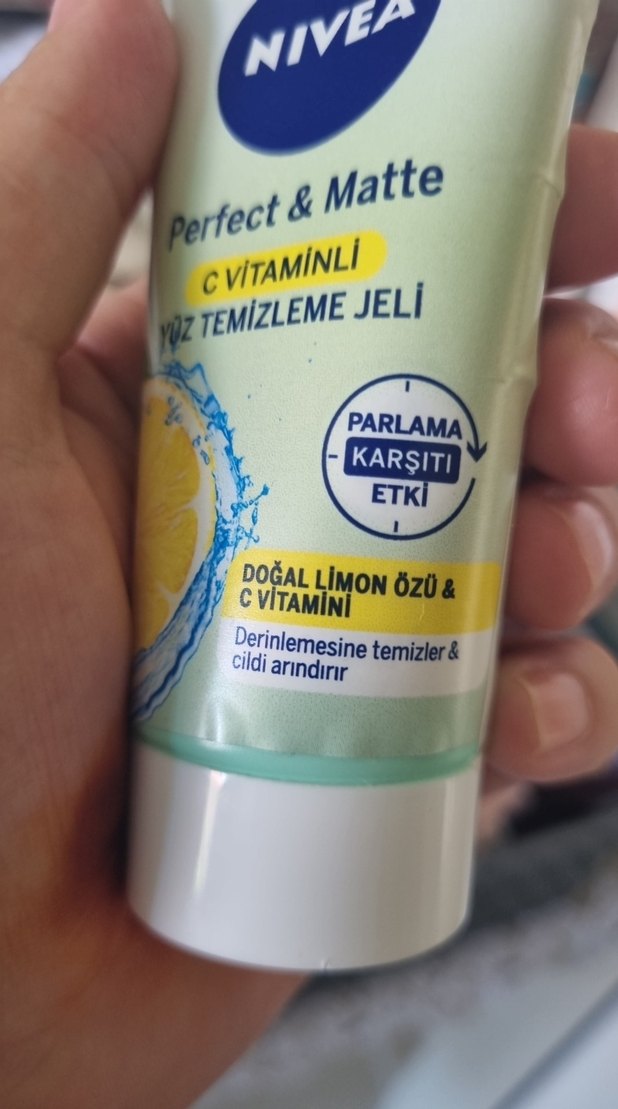 NIVEA
Perfect & Matte
C VİTAMİNLİ
YÜZ TEMİZLEME JELİ
PARLAMA
KARŞITI
ETKİ
DOĞAL LİMON ÖZÜ &
C VİTAMİNİ
Derinlemesine temizler &
cildi arındırır